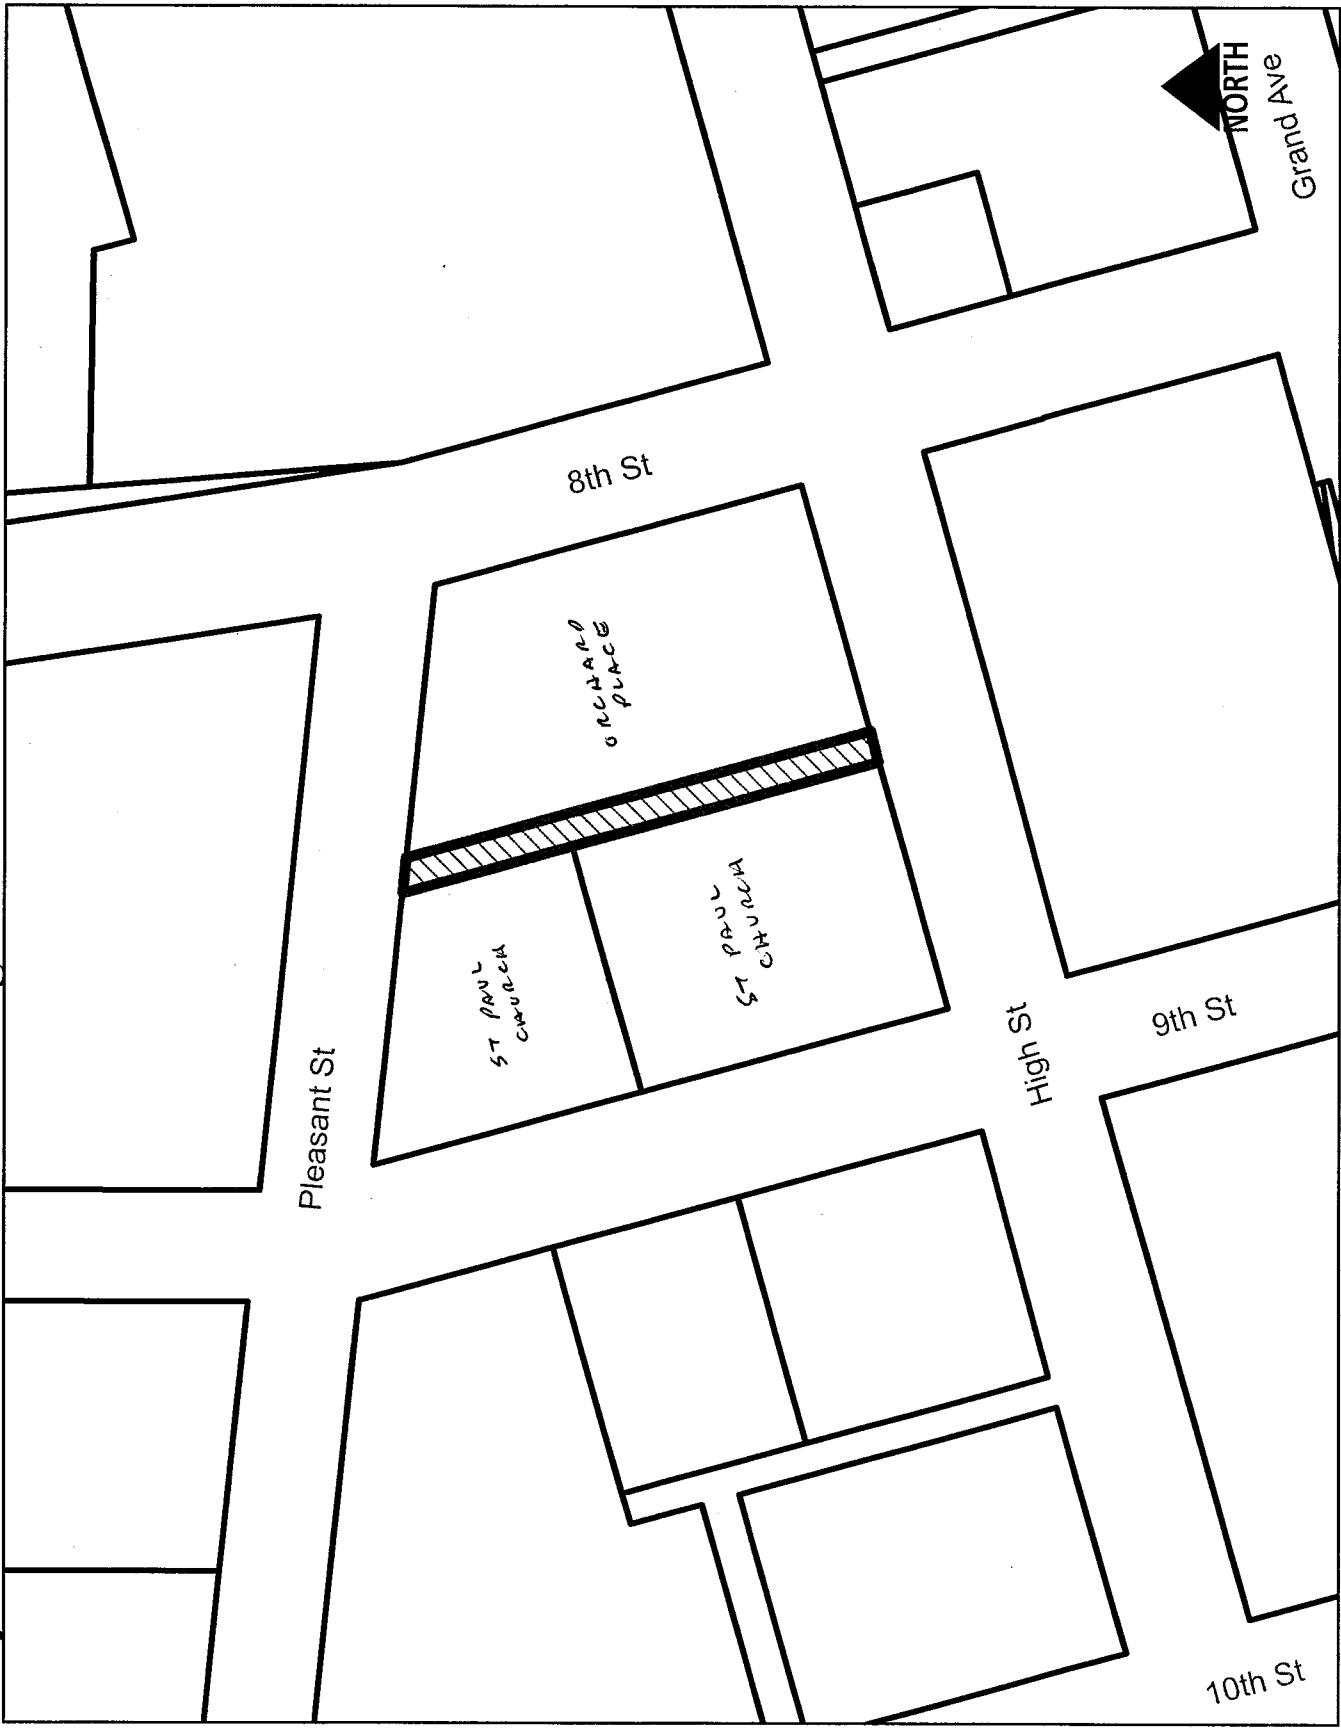 NORTH
Grand Ave
8th St
ORCHARD
PLACE
ST PAUL
CHURCH
ST PAUL
CHURCH
Pleasant St
High St
9th St
10th St